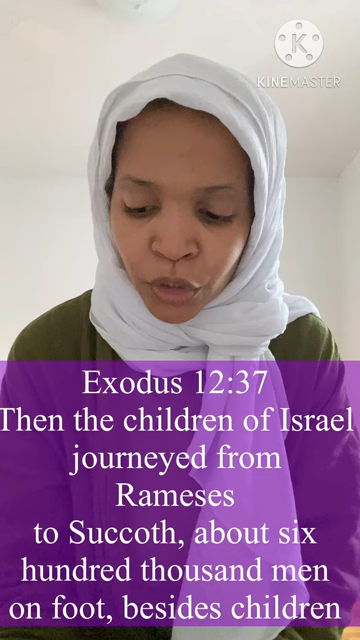 K
KINEMASTER
Exodus 12:37
Then the children of Israel
journeyed from
Rameses
to Succoth, about six
hundred thousand men
on foot, besides children